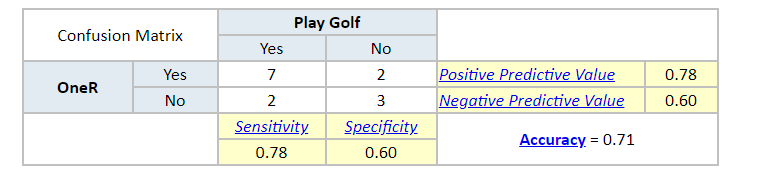 Confusion Matrix
Play Golf
Yes No
OneR
Yes 7 2 Positive Predictive Value 0.78
No 2 3 Negative Predictive Value 0.60
Sensitivity Specificity
Accuracy = 0.71
0.78 0.60